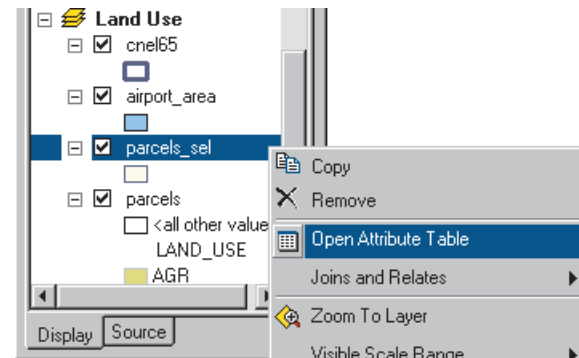 Land Use
cnel65
airport_area
parcels_sel
parcels
<all other value
LAND_USE
AGR
Display
Source
Copy
Remove
Open Attribute Table
Joins and Relates
Zoom To Layer
Visible Scale Range